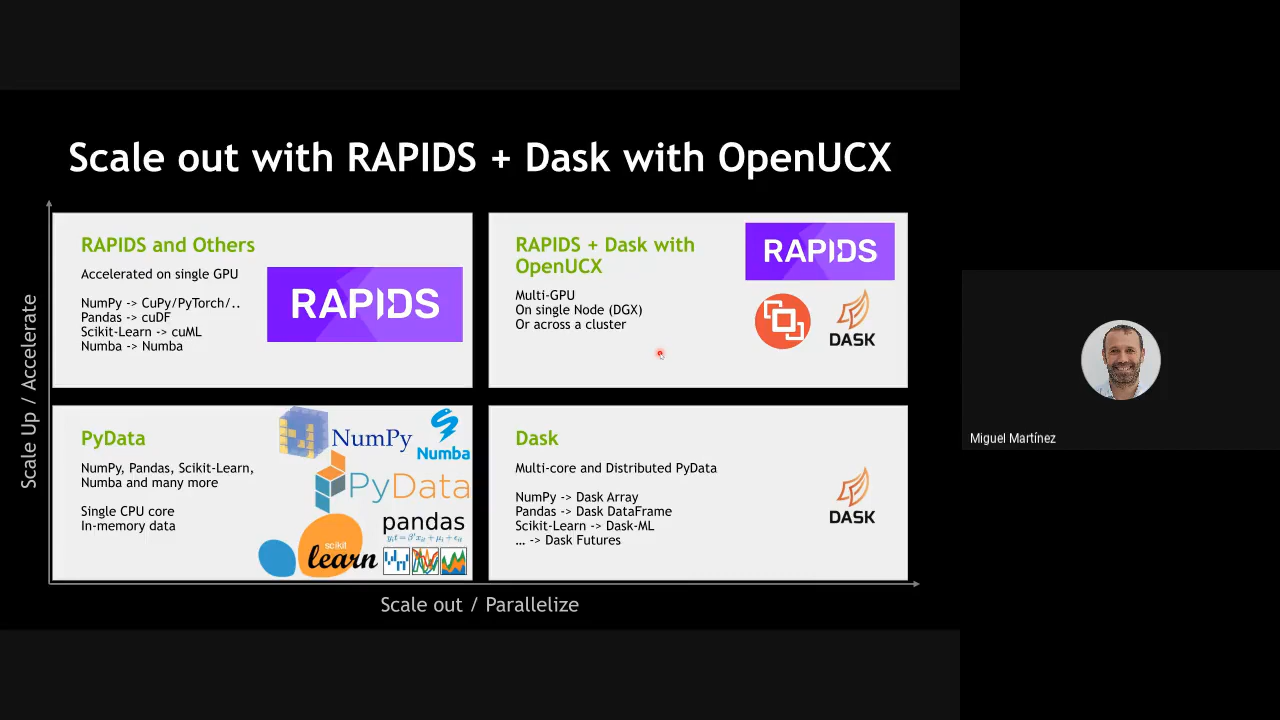 Scale out with RAPIDS + Dask with OpenUCX
Scale Up / Accelerate
RAPIDS and Others
Accelerated on single GPU
NumPy -> CuPy/PyTorch/..
Pandas -> cuDF
Scikit-Learn -> cuML
Numba -> Numba
RAPIDS
RAPIDS + Dask with
OpenUCX
Multi-GPU
On single Node (DGX)
Or across a cluster
RAPIDS
DASK
PyData
NumPy, Pandas, Scikit-Learn,
Numba and many more
Single CPU core
In-memory data
NumPy
Numba
PyData
pandas
scikit
learn
Dask
Multi-core and Distributed PyData
NumPy -> Dask Array
Pandas -> Dask DataFrame
Scikit-Learn -> Dask-ML
… -> Dask Futures
DASK
Scale out / Parallelize
Miguel Martínez